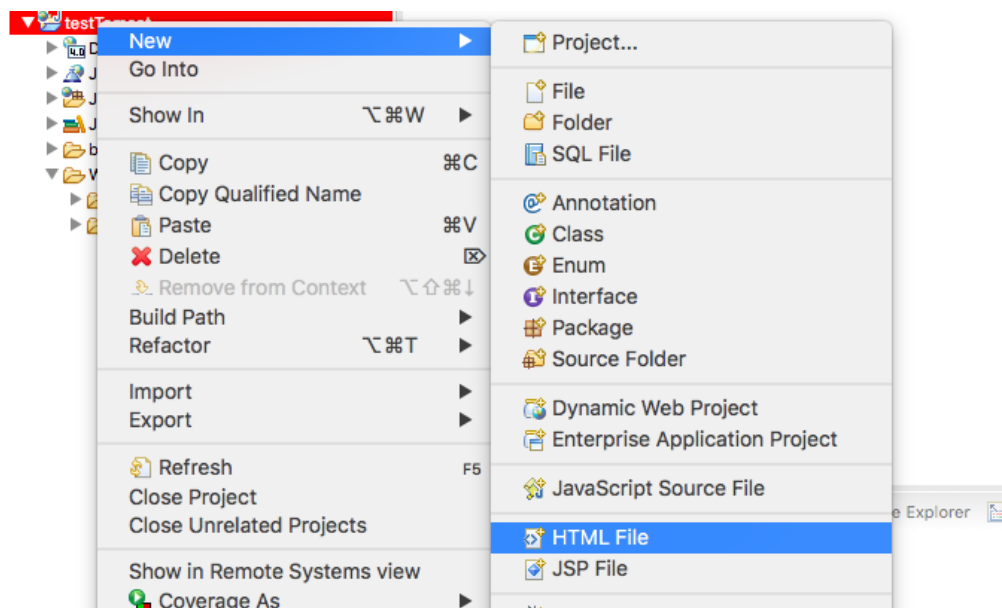 testTomcat
New
Go Into
Show In ⌥⌘W
Copy ⌘C
Copy Qualified Name
Paste ⌘V
Delete ⌦
Remove from Context ⌥⇧⌘↓
Build Path
Refactor ⌥⌘T
Import
Export
Refresh F5
Close Project
Close Unrelated Projects
Show in Remote Systems view
Coverage As
Project...
File
Folder
SQL File
Annotation
Class
Enum
Interface
Package
Source Folder
Dynamic Web Project
Enterprise Application Project
JavaScript Source File
HTML File
JSP File
e Explorer